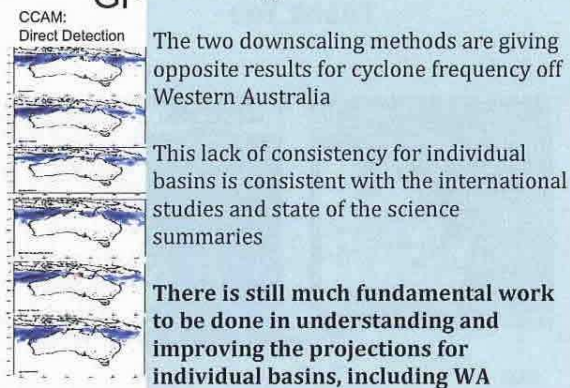 CCAM:
Direct Detection
The two downscaling methods are giving
opposite results for cyclone frequency off
Western Australia
This lack of consistency for individual
basins is consistent with the international
studies and state of the science
summaries
There is still much fundamental work
to be done in understanding and
improving the projections for
individual basins, including WA